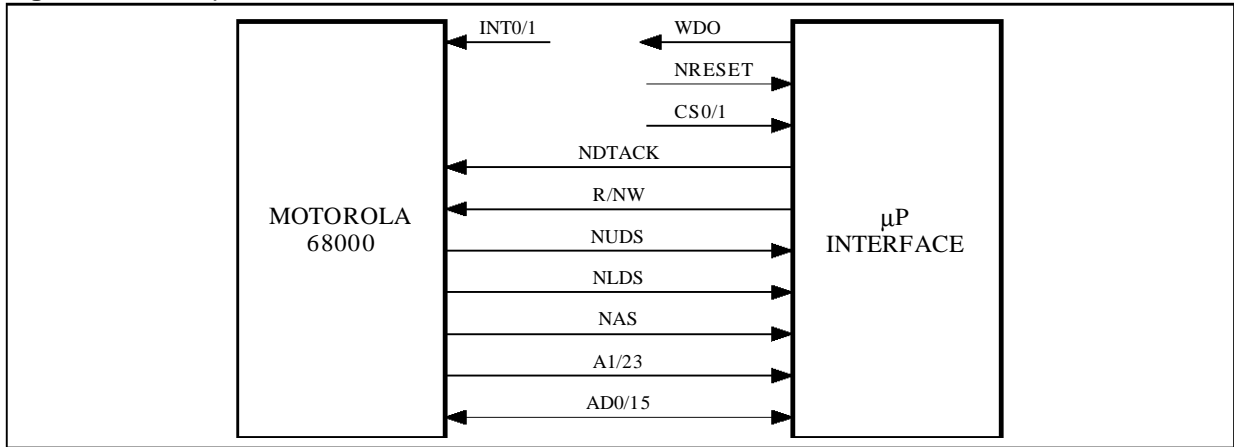 INT0/1
WDO
NRESET
CS0/1
NDTACK
R/NW
MOTOROLA
68000
µP
INTERFACE
NUDS
NLDS
NAS
A1/23
AD0/15